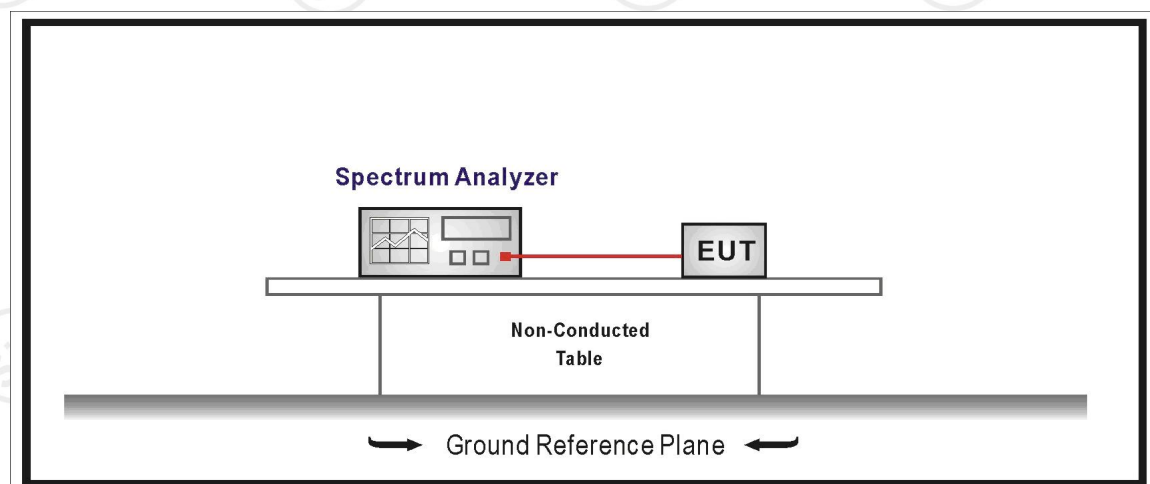 Spectrum Analyzer
EUT
Non-Conducted
Table
Ground Reference Plane